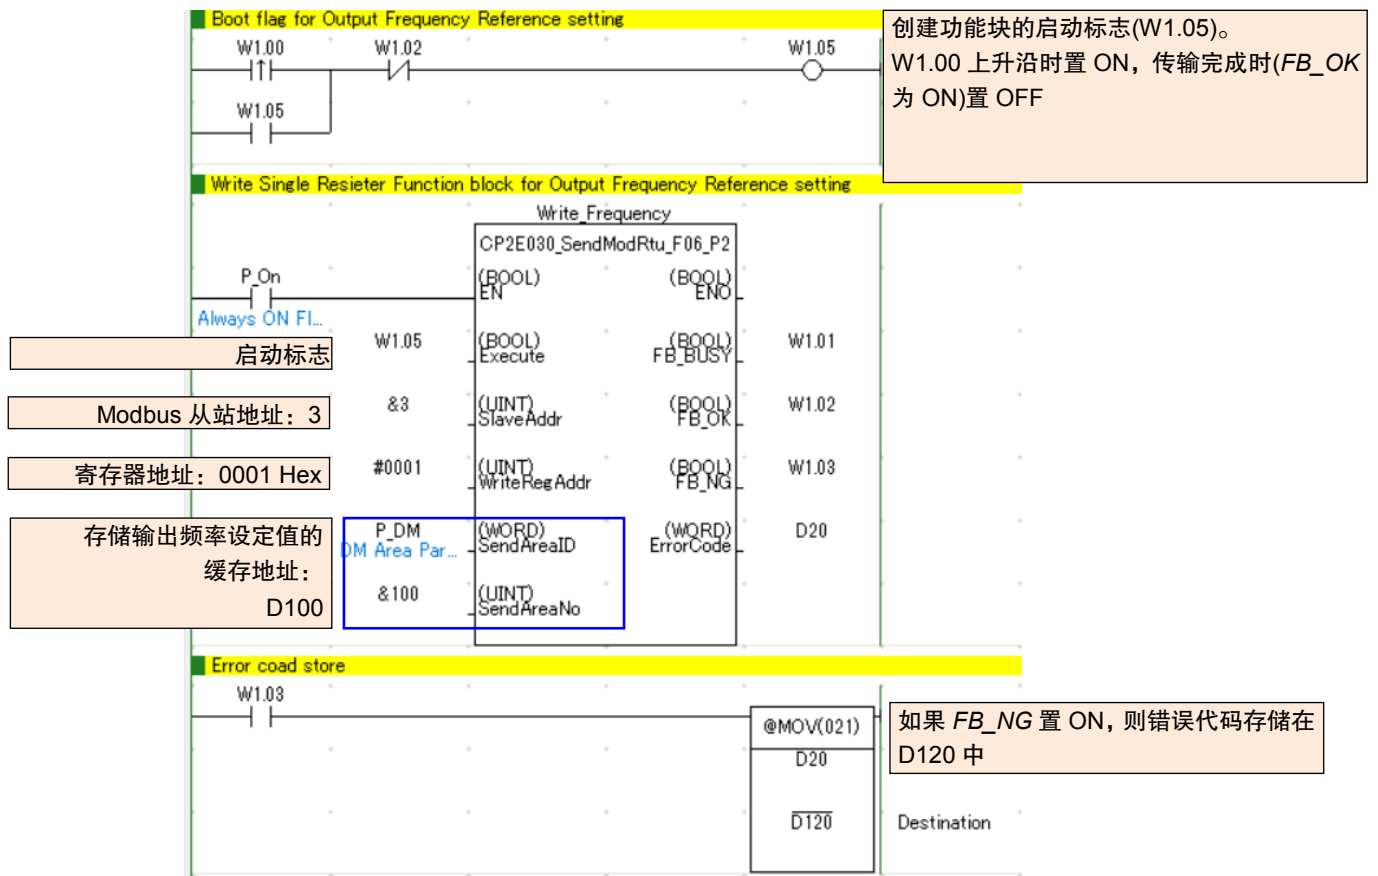 Boot flag for Output Frequency Reference setting
W1.00 W1.02 W1.05
W1.05
创建功能块的启动标志(W1.05)。
W1.00 上升沿时置 ON，传输完成时(FB_OK
为 ON)置 OFF
Write Single Resieter Function block for Output Frequency Reference setting
Write_Frequency
CP2E030_SendModRtu_F06_P2
P_On (BOOL) (BOOL)
EN ENO
Always ON Fl...
启动标志 W1.05 (BOOL) (BOOL) W1.01
Execute FB_BUSY
Modbus 从站地址：3 &3 (UINT) (BOOL) W1.02
SlaveAddr FB_OK
寄存器地址：0001 Hex #0001 (UINT) (BOOL) W1.03
WriteRegAddr FB_NG
存储输出频率设定值的 P_DM (WORD) (WORD) D20
DM Area Par... SendAreaID ErrorCode
缓存地址：
D100 &100 (UINT)
SendAreaNo
Error coad store
W1.03
@MOV(021)
D20
D120 Destination
如果 FB_NG 置 ON，则错误代码存储在
D120 中